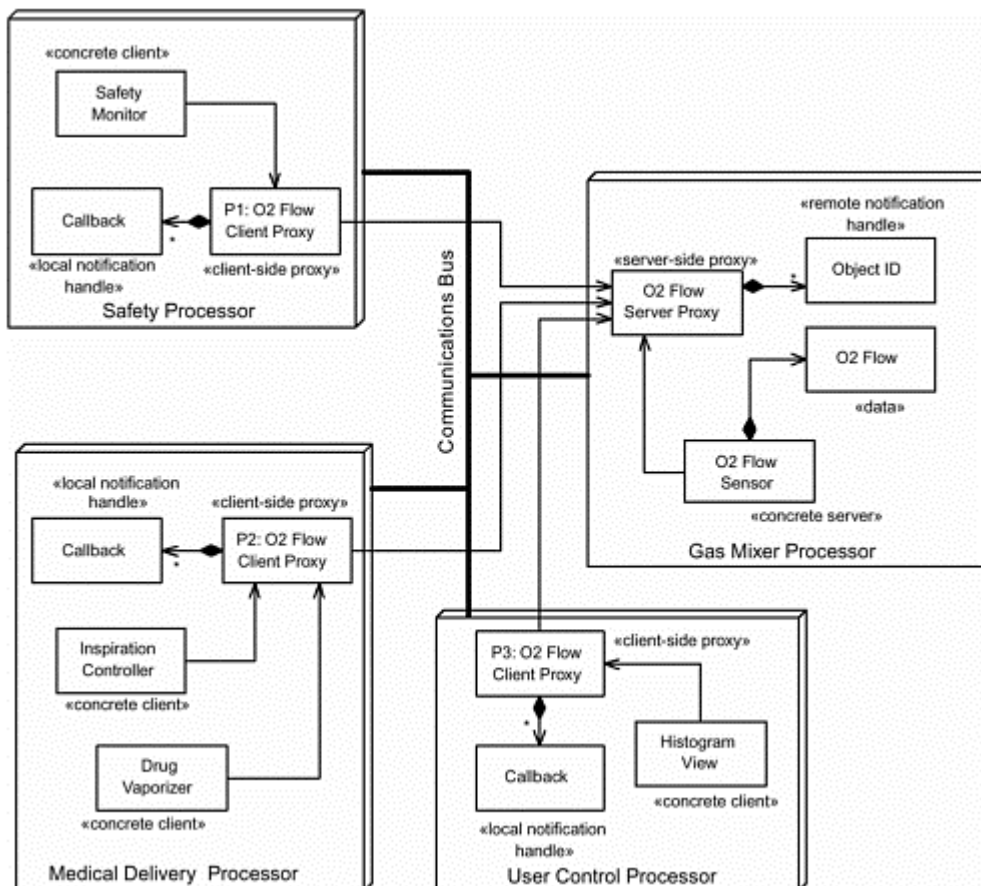 «concrete client»
Safety
Monitor
Callback
*
P1: O2 Flow
Client Proxy
«local notification
handle»
«client-side proxy»
Safety Processor
Communications Bus
«remote notification
handle»
«server-side proxy»
O2 Flow
Server Proxy
*
Object ID
O2 Flow
«data»
O2 Flow
Sensor
«concrete server»
Gas Mixer Processor
«local notification
handle»
«client-side proxy»
Callback
*
P2: O2 Flow
Client Proxy
Inspiration
Controller
«concrete client»
Drug
Vaporizer
«concrete client»
Medical Delivery Processor
P3: O2 Flow
Client Proxy
«client-side proxy»
*
Callback
Histogram
View
«concrete client»
«local notification
handle»
User Control Processor